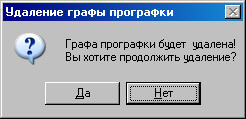 Удаление графы прографки
Графа прографки будет удалена!
Вы хотите продолжить удаление?
Да
Нет